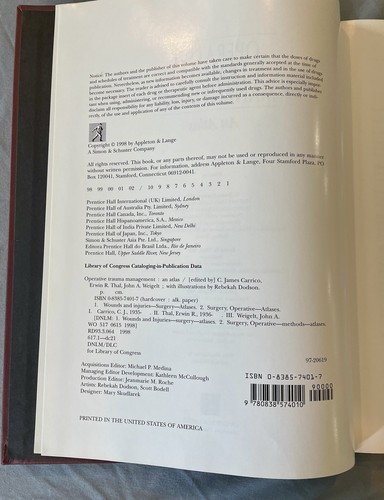 Notice: The authors and the publisher of this volume have taken care to make certain that the doses of drugs
and schedules of treatment are correct and compatible with the standards generally accepted at the time of
publication. Nevertheless, as new information becomes available, changes in treatment and in the use of drugs
become necessary. The reader is advised to carefully consult the instruction and information material included
in the package insert of each drug or therapeutic agent before administration. This advice is especially important
when using, administering, or recommending new or infrequently used drugs. The authors and publisher
disclaim all responsibility for any liability, loss, injury, or damage incurred as a consequence, directly or indirectly,
of the use and application of any of the contents of this volume.
Copyright © 1998 by Appleton & Lange
A Simon & Schuster Company
All rights reserved. This book, or any parts thereof, may not be used or reproduced in any manner
without written permission. For information, address Appleton & Lange, Four Stamford Plaza, PO
Box 120041, Stamford, Connecticut 06912-0041.
98 99 00 01 02 / 10 9 8 7 6 5 4 3 2 1
Prentice Hall International (UK) Limited, London
Prentice Hall of Australia Pty. Limited, Sydney
Prentice Hall Canada, Inc., Toronto
Prentice Hall Hispanoamericana, S.A., Mexico
Prentice Hall of India Private Limited, New Delhi
Prentice Hall of Japan, Inc., Tokyo
Simon & Schuster Asia Pte. Ltd., Singapore
Editora Prentice Hall do Brasil Ltda., Rio de Janeiro
Prentice Hall, Upper Saddle River, New Jersey
Library of Congress Cataloging-in-Publication Data
Operative trauma management : an atlas / [edited by] C. James Carrico,
Erwin R. Thal, John A. Weigelt ; with illustrations by Rebekah Dodson.
p. cm.
ISBN 0-8385-7401-7 (hardcover : alk. paper)
1. Wounds and injuries—Surgery—Atlases. 2. Surgery, Operative—Atlases.
I. Carrico, C. J., 1935- . II. Thal, Erwin R., 1936- III. Weigelt, John A.
[DNLM: 1. Wounds and Injuries—surgery—atlases. 2. Surgery, Operative—methods—atlases.
WO 517 O615 1998]
RD93.3.O64 1998
617.1—dc21
DNLM/DLC
for Library of Congress
97-20619
Acquisitions Editor: Michael P. Medina
Managing Editor Development: Kathleen McCullough
Production Editor: Jeanmarie M. Roche
Artists: Rebekah Dodson, Scott Bodell
Designer: Mary Skudlarek
ISBN 0-8385-7401-7
90000
9 780838 574010
PRINTED IN THE UNITED STATES OF AMERICA